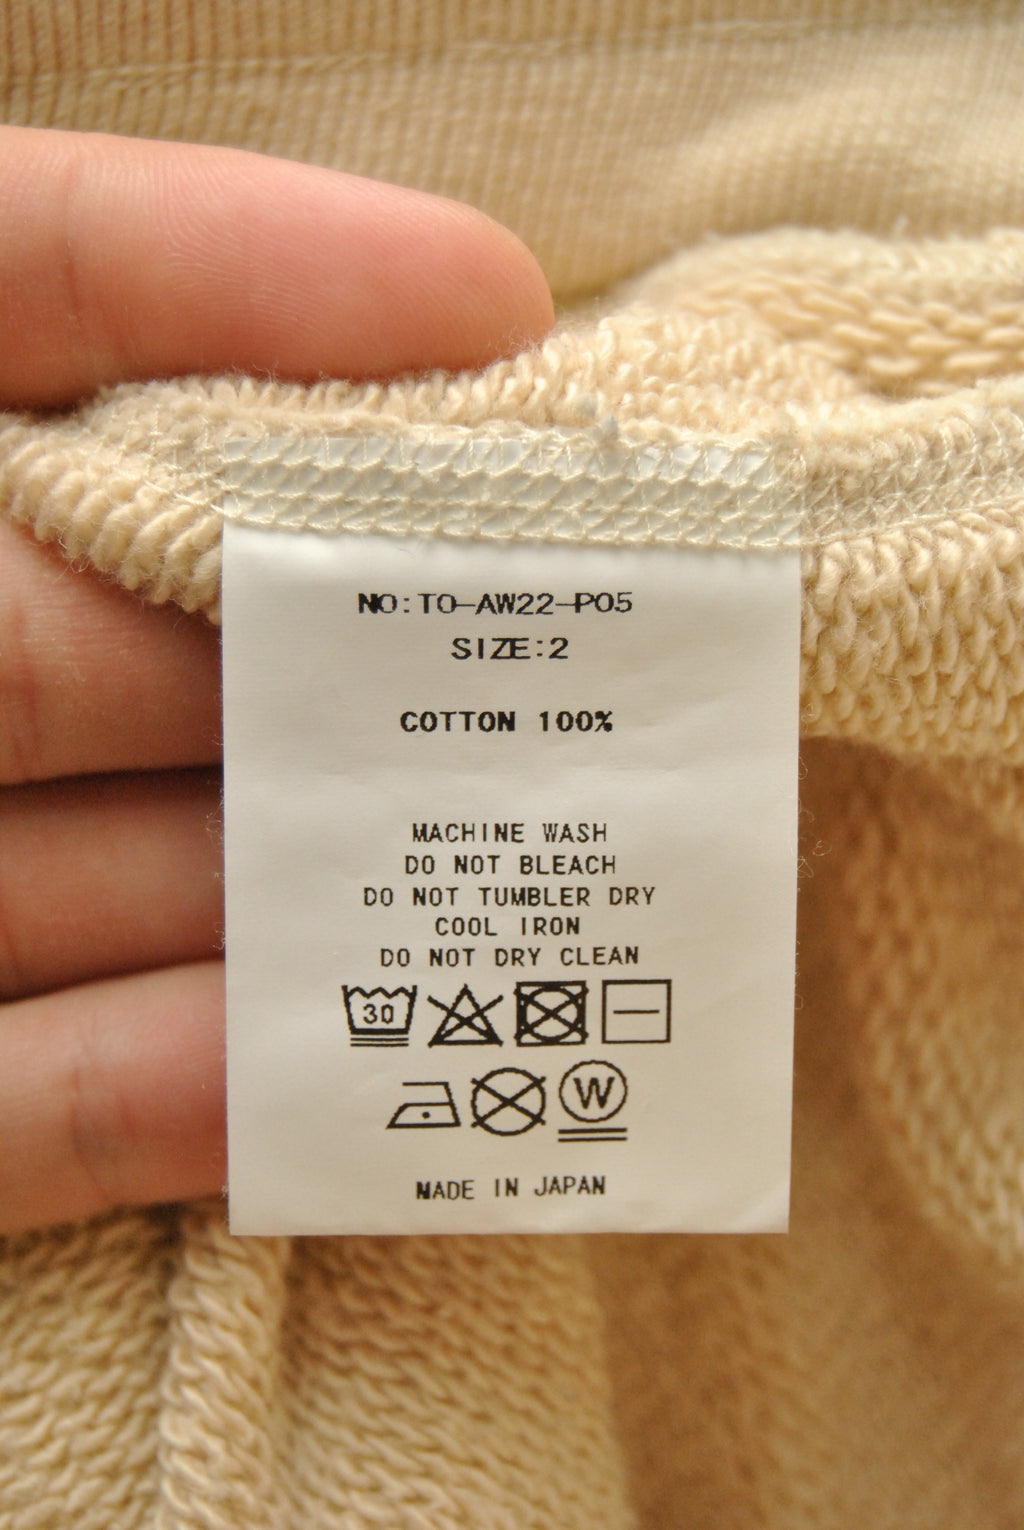 NO:TO-AW22-P05
SIZE:2
COTTON 100%
MACHINE WASH
DO NOT BLEACH
DO NOT TUMBLER DRY
COOL IRON
DO NOT DRY CLEAN
30
W
MADE IN JAPAN